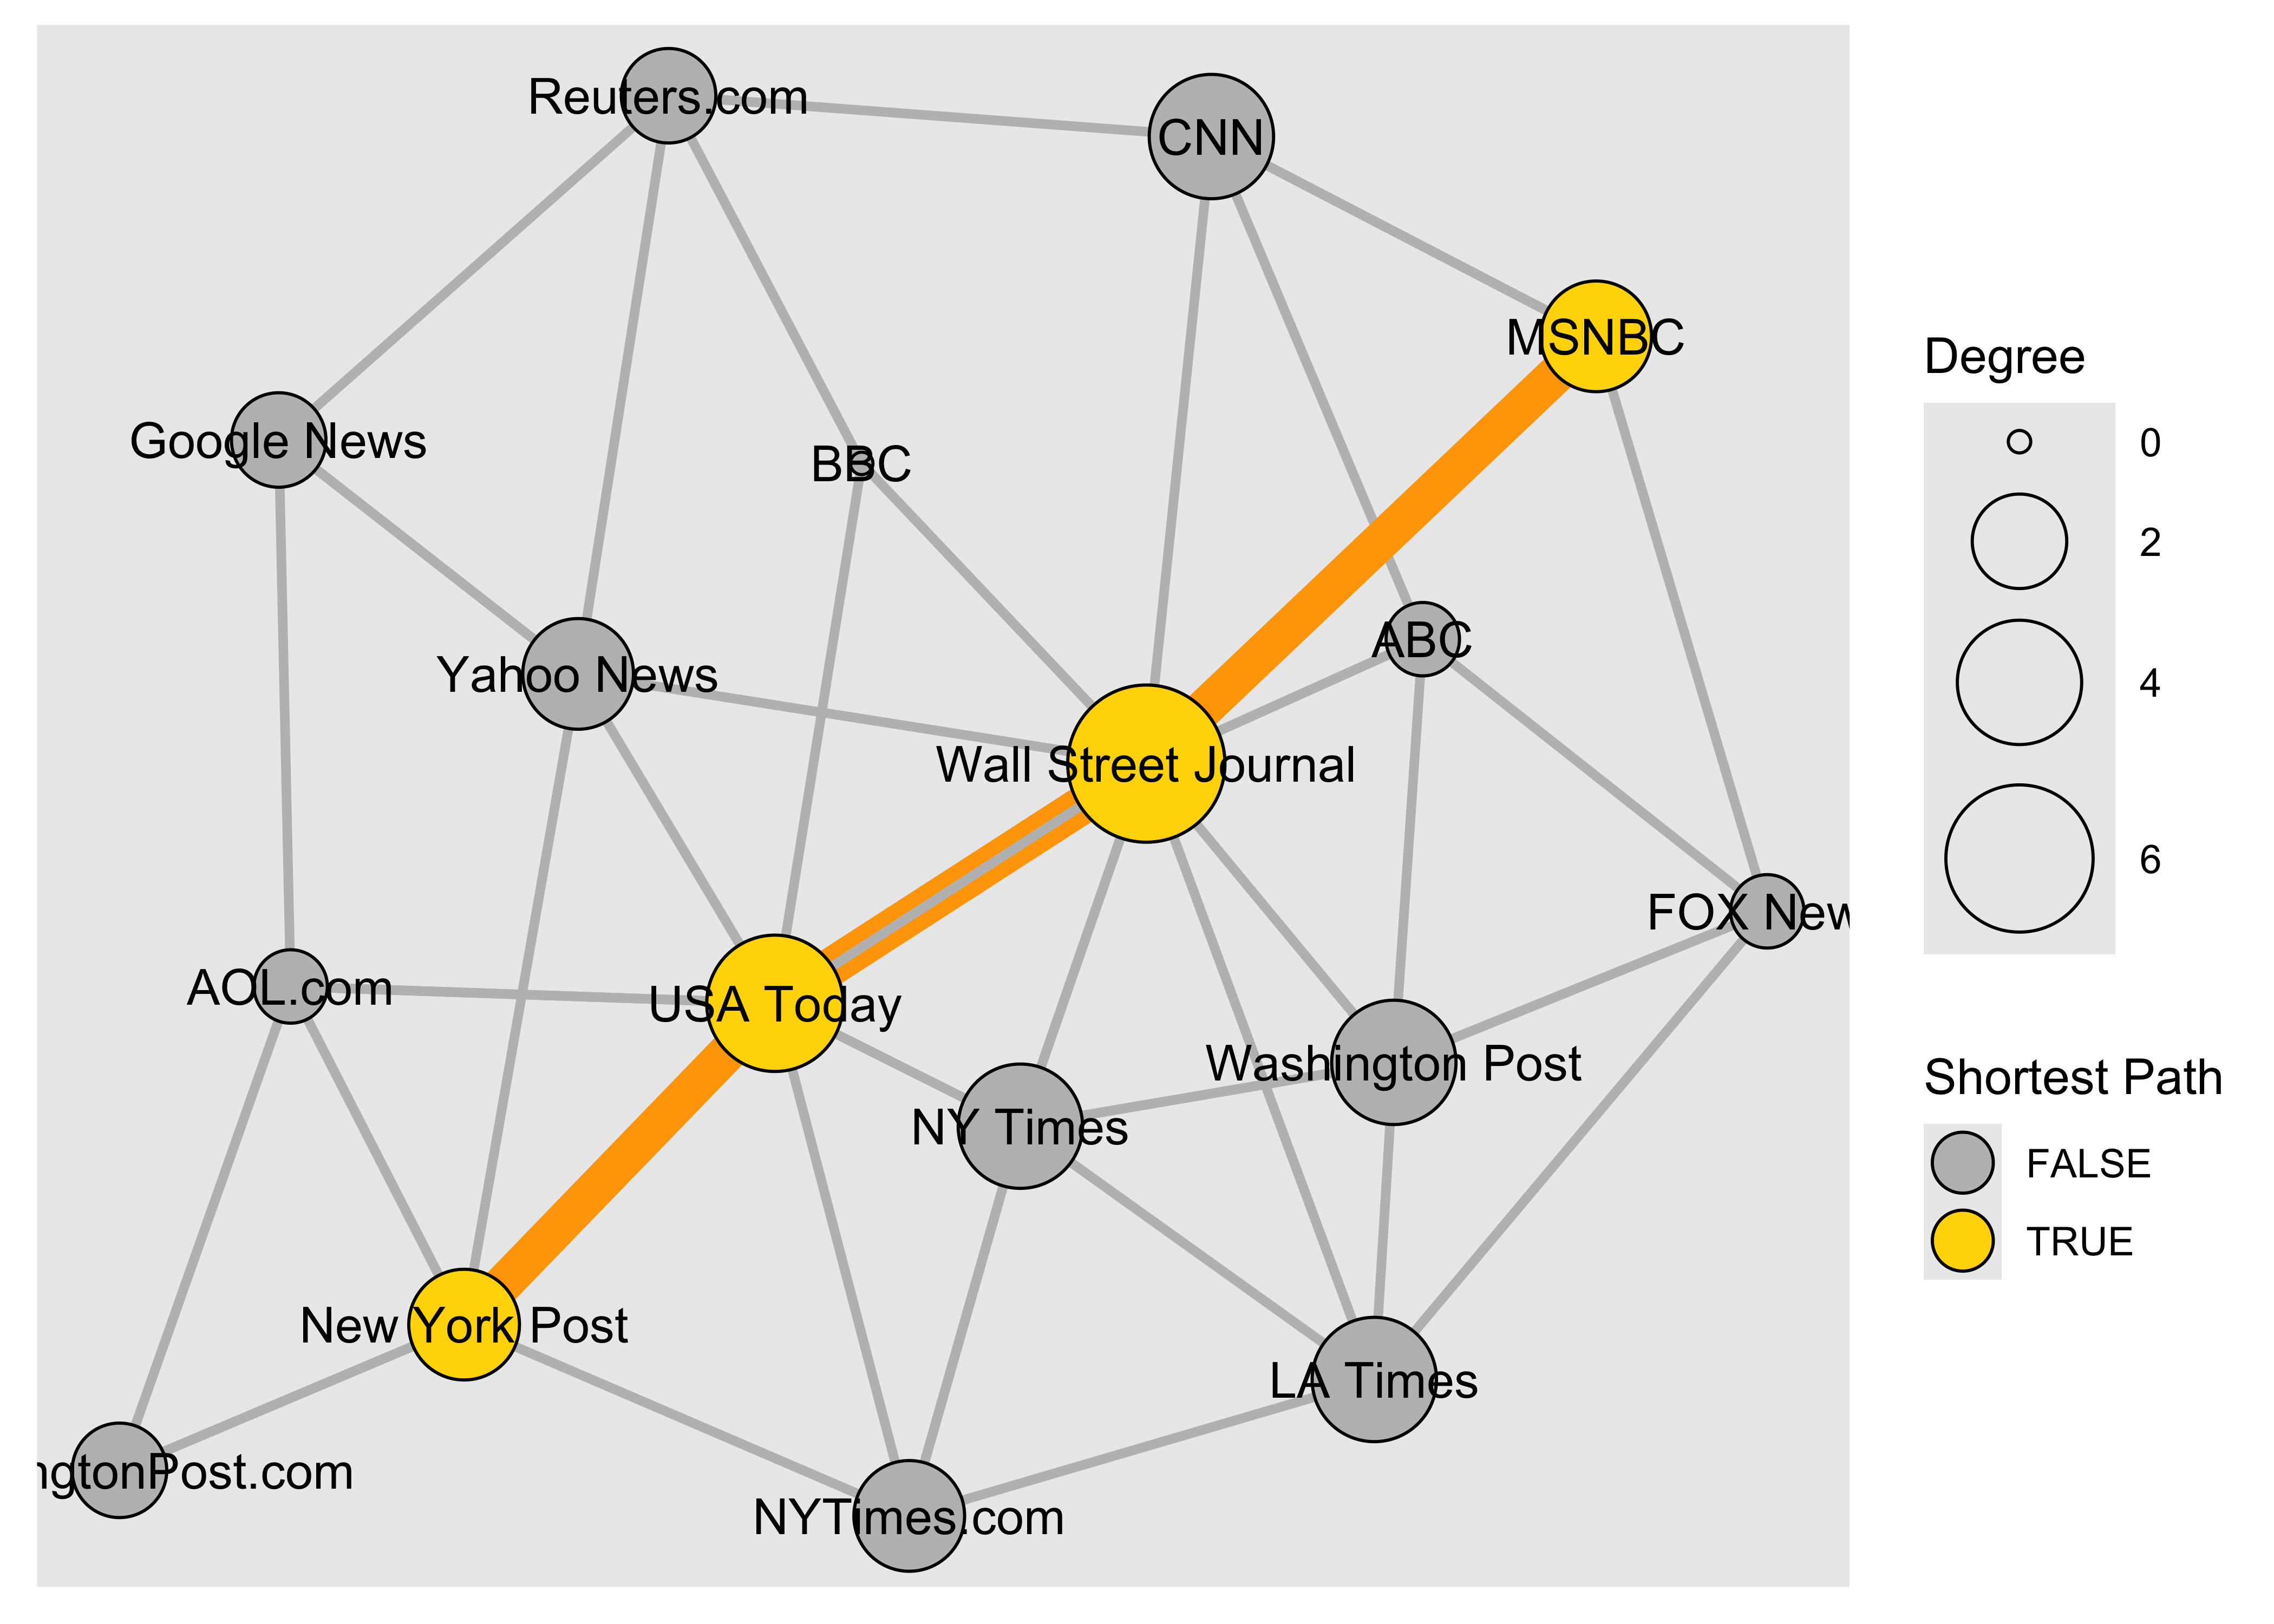 Reuters.com
CNN
MSNBC
Google News
BBC
Yahoo News
ABC
Wall Street Journal
FOX New
AOL.com
USA Today
Washington Post
NY Times
New York Post
LA Times
ngtonPost.com
NYTimes.com
Degree
0
2
4
6
Shortest Path
FALSE
TRUE